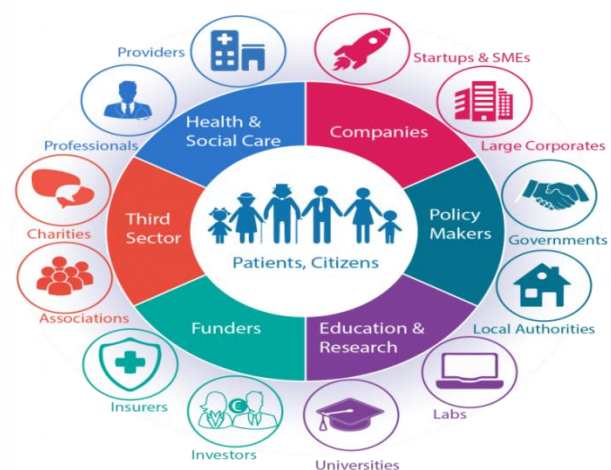 Providers
Startups & SMEs
Professionals
Health &
Social Care
Companies
Large Corporates
Charities
Third
Sector
Policy
Makers
Governments
Patients, Citizens
Associations
Funders
Education &
Research
Local Authorities
Insurers
Labs
Investors
Universities